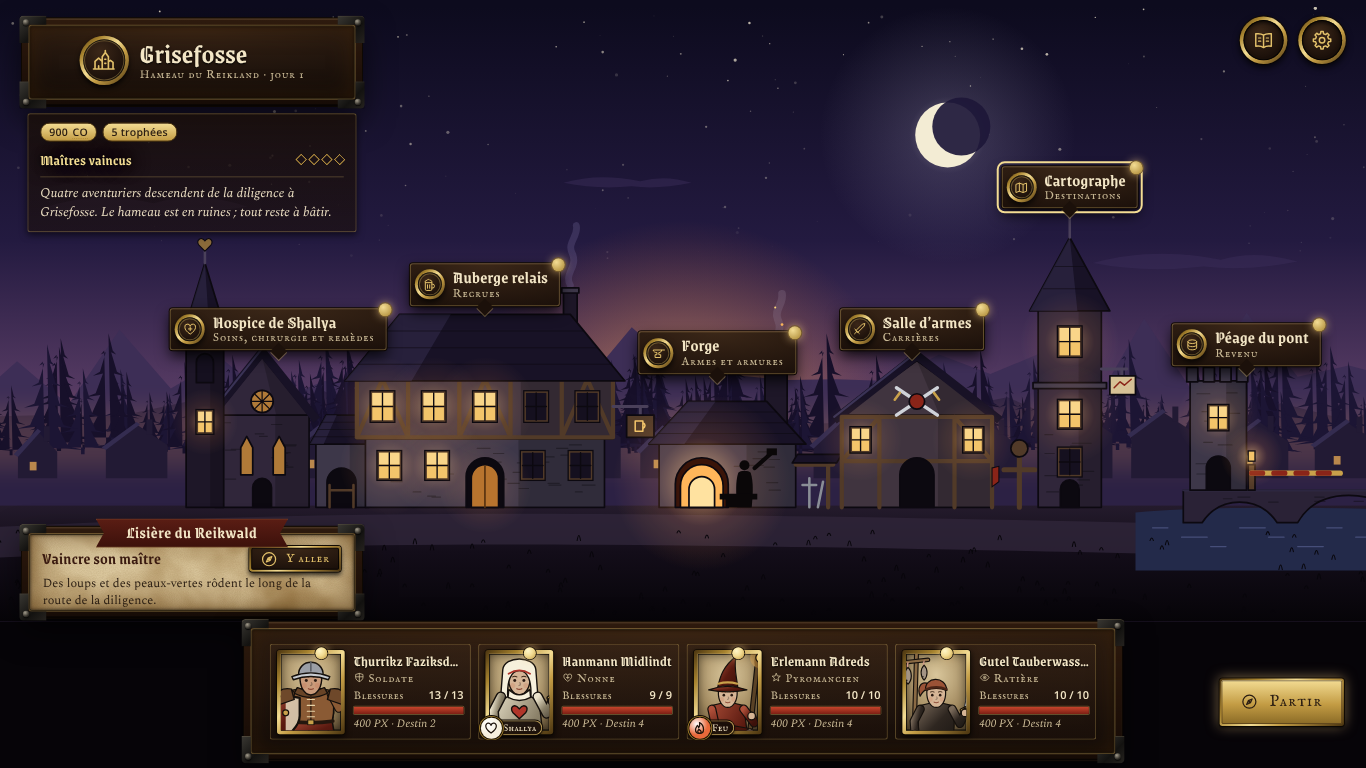 Grisefosse
Hameau du Reikland · jour 1
900 CO
5 trophées
Maîtres vaincus
Quatre aventuriers descendent de la diligence à
Grisefosse. Le hameau est en ruines ; tout reste à bâtir.
Cartographe
Destinations
Auberge relais
Recrues
Hospice de Shallya
Soins, chirurgie et remèdes
Forge
Armes et armures
Salle d'armes
Carrières
Péage du pont
Revenu
Lisière du Reikwald
Vaincre son maître
Y aller
Des loups et des peaux-vertes rôdent le long de la
route de la diligence.
Thurrikz Faziksd...
Soldate
Blessures 13 / 13
400 PX · Destin 2
Hanmann Midlindt
Nonne
Blessures 9 / 9
400 PX · Destin 4
Shallya
Erlemann Adreds
Pyromancien
Blessures 10 / 10
400 PX · Destin 4
Feu
Gutel Tauberwass...
Ratière
Blessures 10 / 10
400 PX · Destin 4
Partir